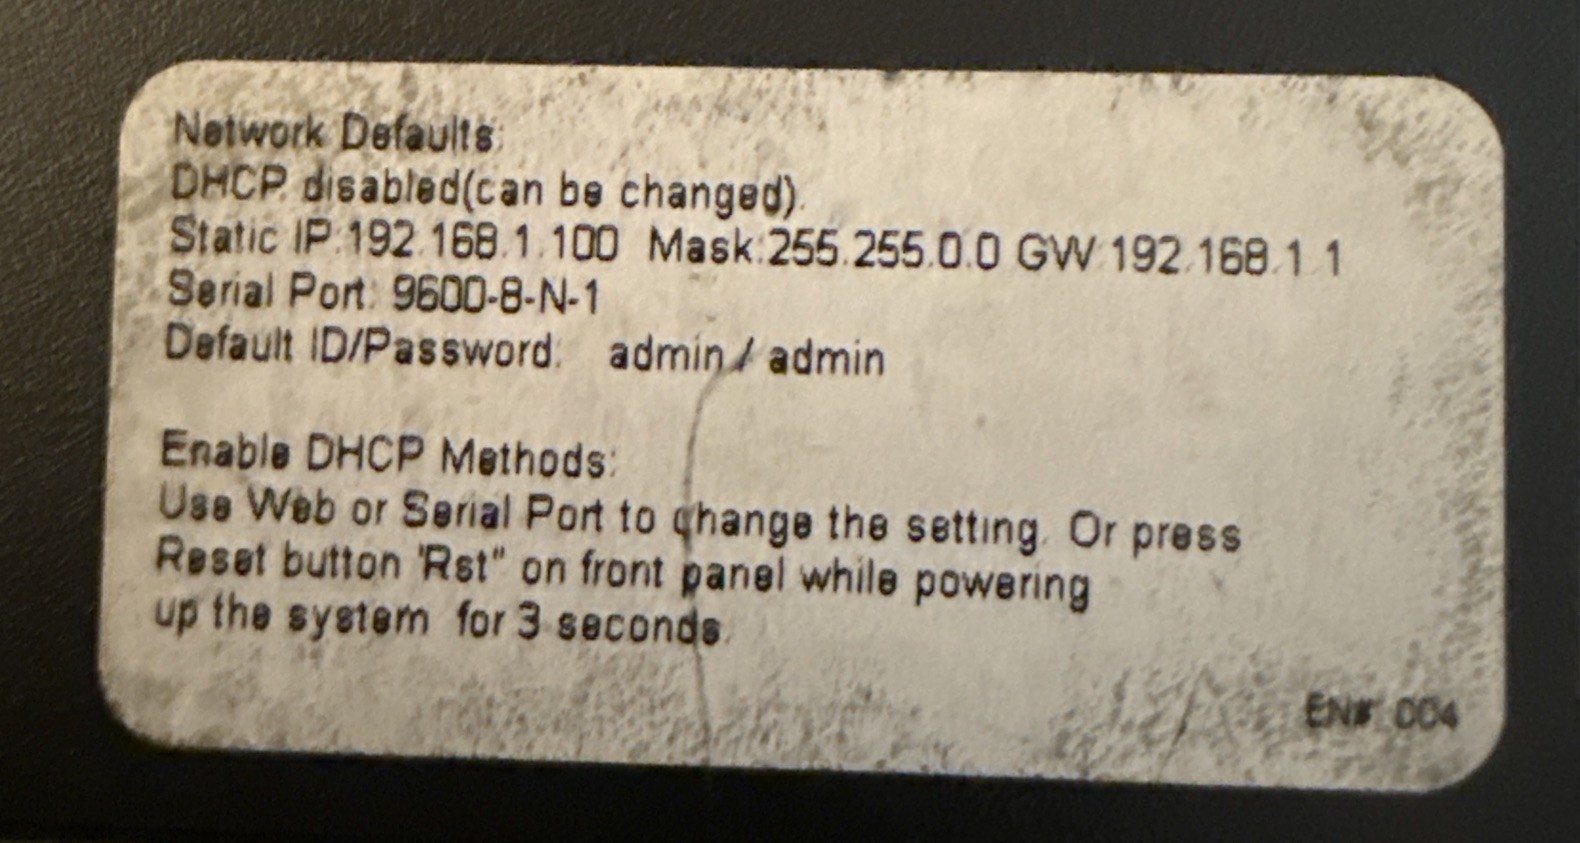 Network Defaults:
DHCP: disabled(can be changed).
Static IP:192.168.1.100 Mask:255.255.0.0 GW:192.168.1.1
Serial Port: 9600-8-N-1
Default ID/Password: admin / admin
Enable DHCP Methods:
Use Web or Serial Port to change the setting. Or press
Reset button 'Rst" on front panel while powering
up the system for 3 seconds.
EN#: 004